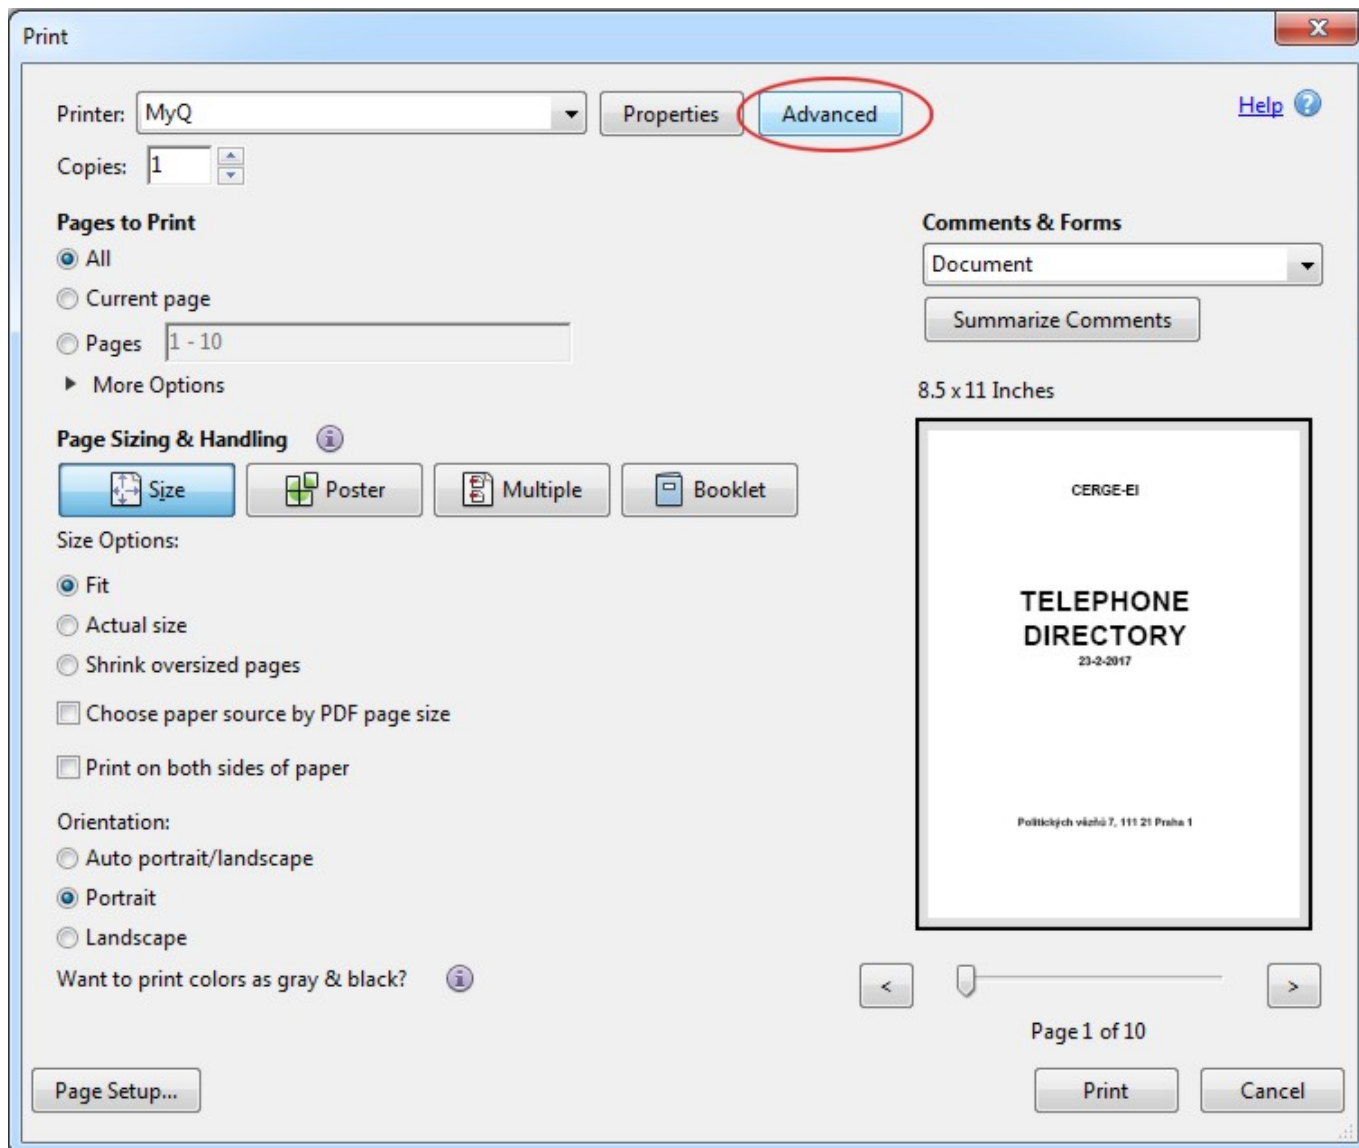 Print
X
Printer: MyQ Properties Advanced Help ?
Copies: 1
Pages to Print
All
Current page
Pages 1 - 10
More Options
Comments & Forms
Document
Summarize Comments
8.5 x 11 Inches
Page Sizing & Handling i
Size Poster Multiple Booklet
Size Options:
Fit
Actual size
Shrink oversized pages
Choose paper source by PDF page size
Print on both sides of paper
Orientation:
Auto portrait/landscape
Portrait
Landscape
Want to print colors as gray & black? i
CERGE-EI
TELEPHONE
DIRECTORY
23-2-2017
Politických vězňů 7, 111 21 Praha 1
< >
Page 1 of 10
Page Setup... Print Cancel